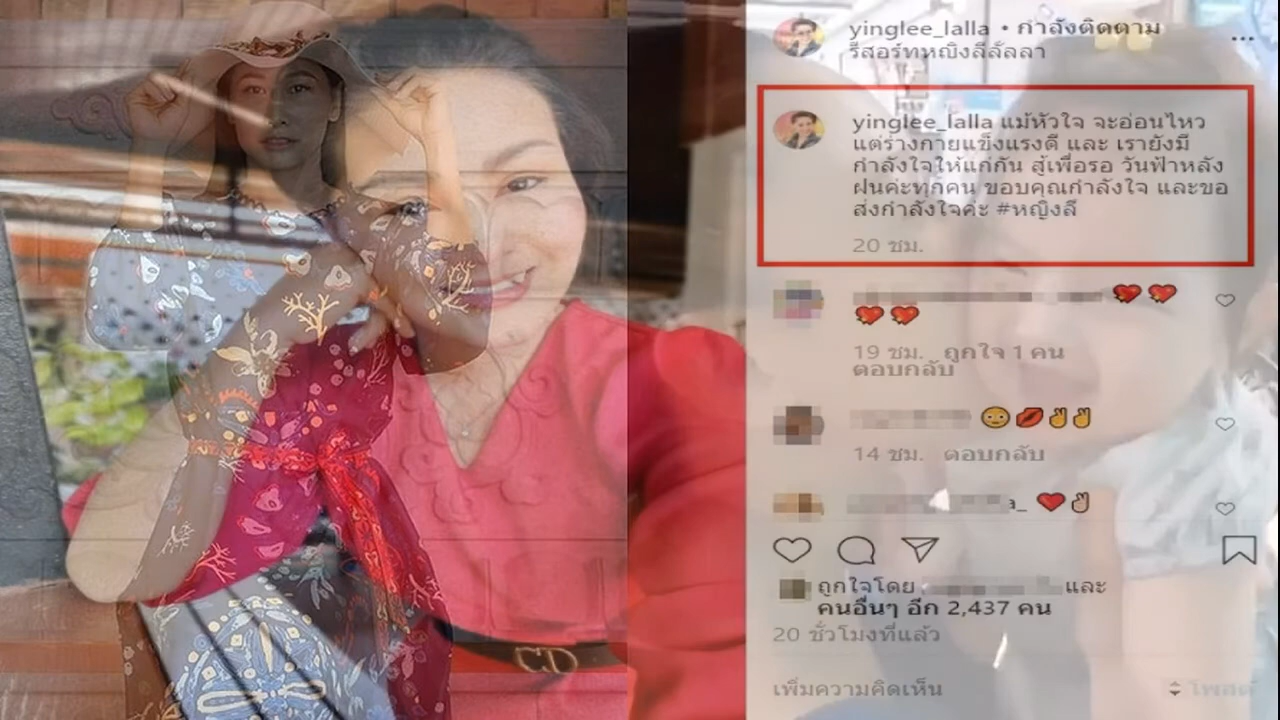 yinglee_lalla • กำลังติดตาม
รีสอร์ทหญิงลีลัลลา
yinglee_lalla แม้หัวใจ จะอ่อนไหว
แต่ร่างกายแข็งแรงดี และ เรายังมี
กำลังใจให้แก่กัน สู้เพื่อรอ วันฟ้าหลัง
ฝนค่ะทุกคน ขอบคุณกำลังใจ และขอ
ส่งกำลังใจค่ะ #หญิงลี
20 ชม.
19 ชม. ถูกใจ 1 คน
ตอบกลับ
14 ชม. ตอบกลับ
ถูกใจโดย และ
คนอื่นๆ อีก 2,437 คน
20 ชั่วโมงที่แล้ว
เพิ่มความคิดเห็น
โพสต์
CD